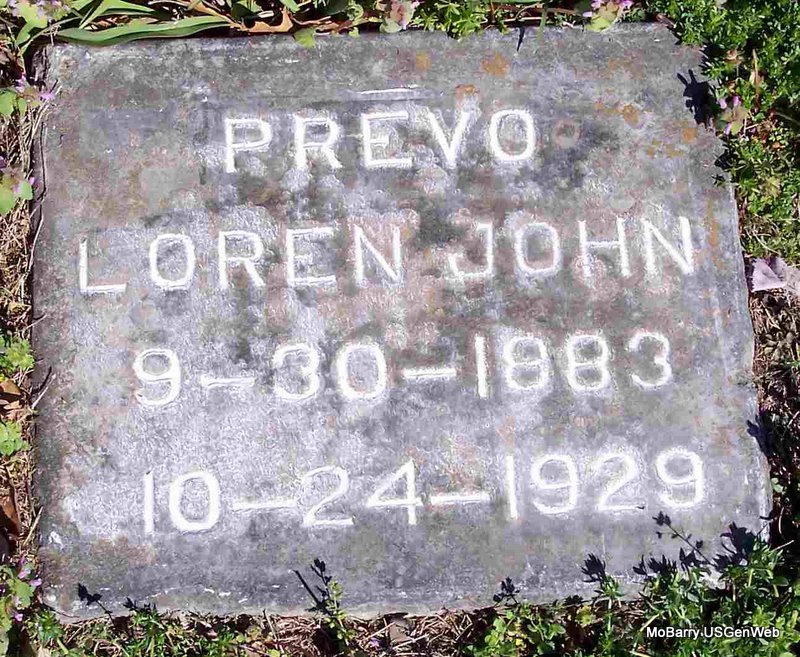 PREVO
LOREN JOHN
9-30-1883
10-24-1929
MoBarry.USGenWeb